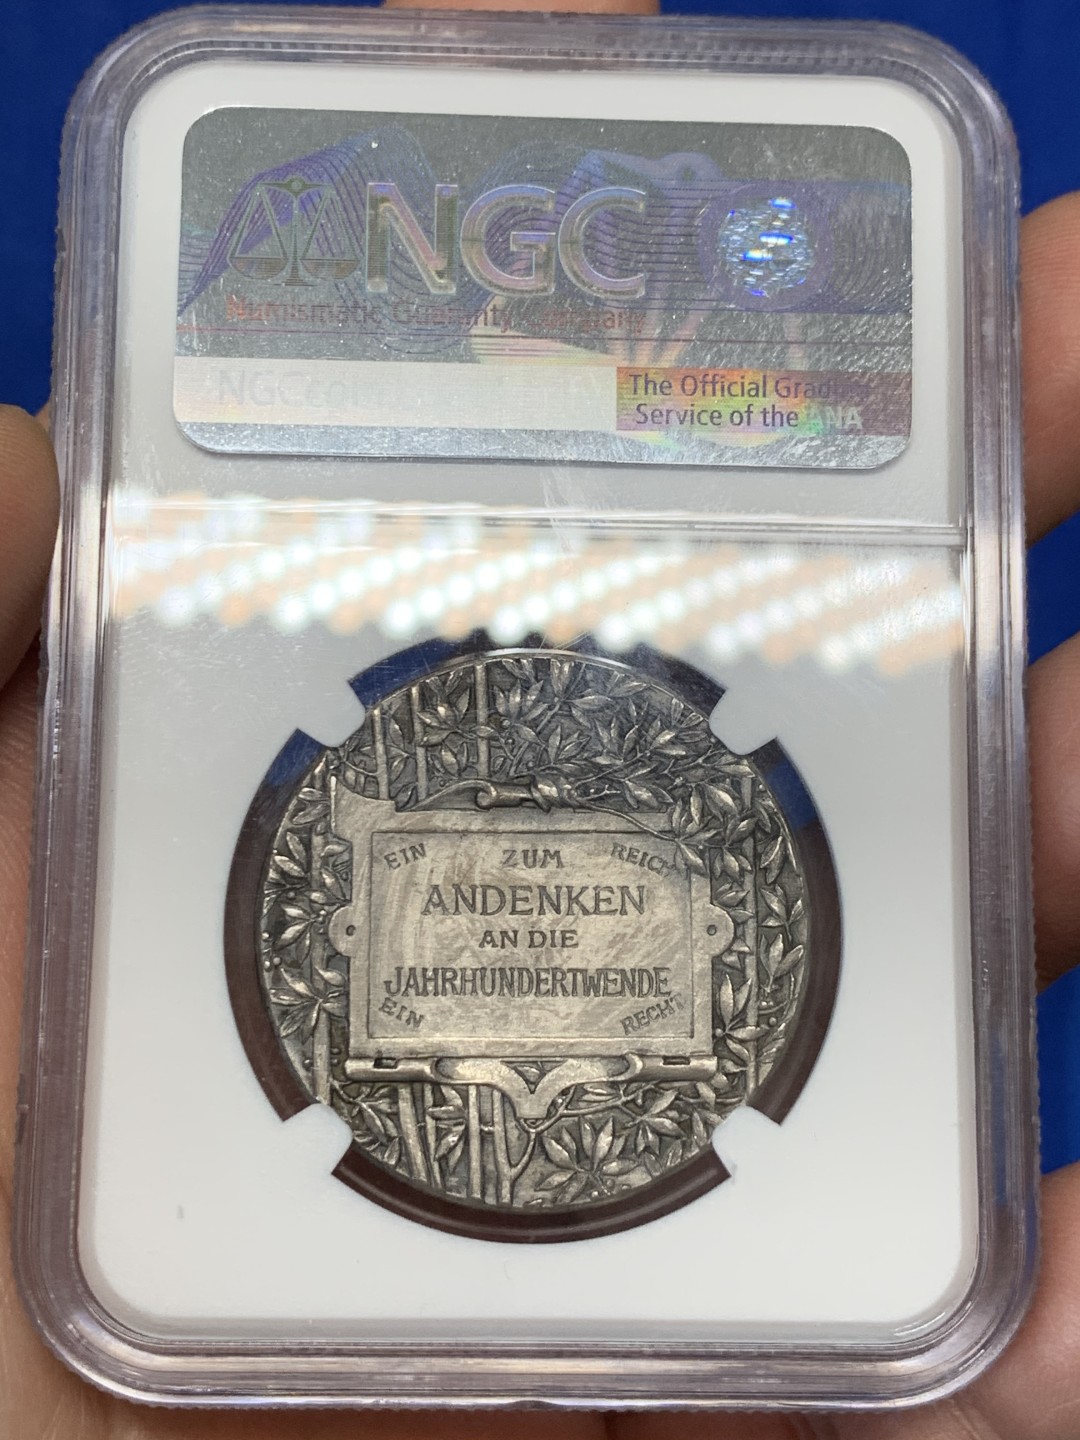 NGC
Numismatic Guaranty Company
The Official Grading
Service of the ANA
EIN ZUM REICH
ANDENKEN
AN DIE
JAHRHUNDERTWENDE
EIN RECHT